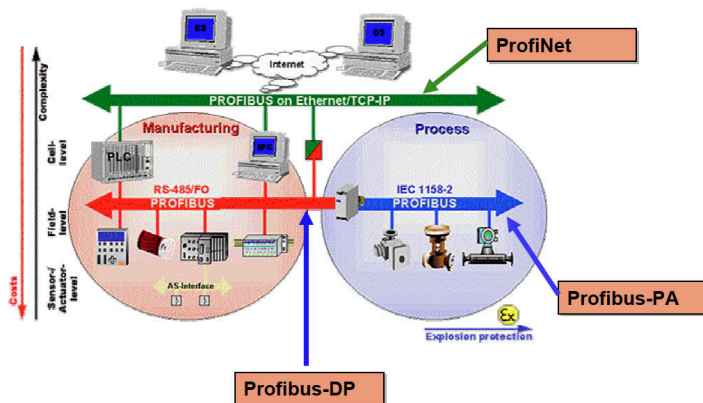 ES
OS
ProfiNet
Internet
PROFIBUS on Ethernet/TCP-IP
Complexity
Manufacturing
Process
Cell-
level
PLC
IPC
RS-485/FO
IEC 1158-2
PROFIBUS
PROFIBUS
Field-
level
Costs
Sensor-/
Actuator-
level
AS-Interface
Ex
Explosion protection
Profibus-PA
Profibus-DP